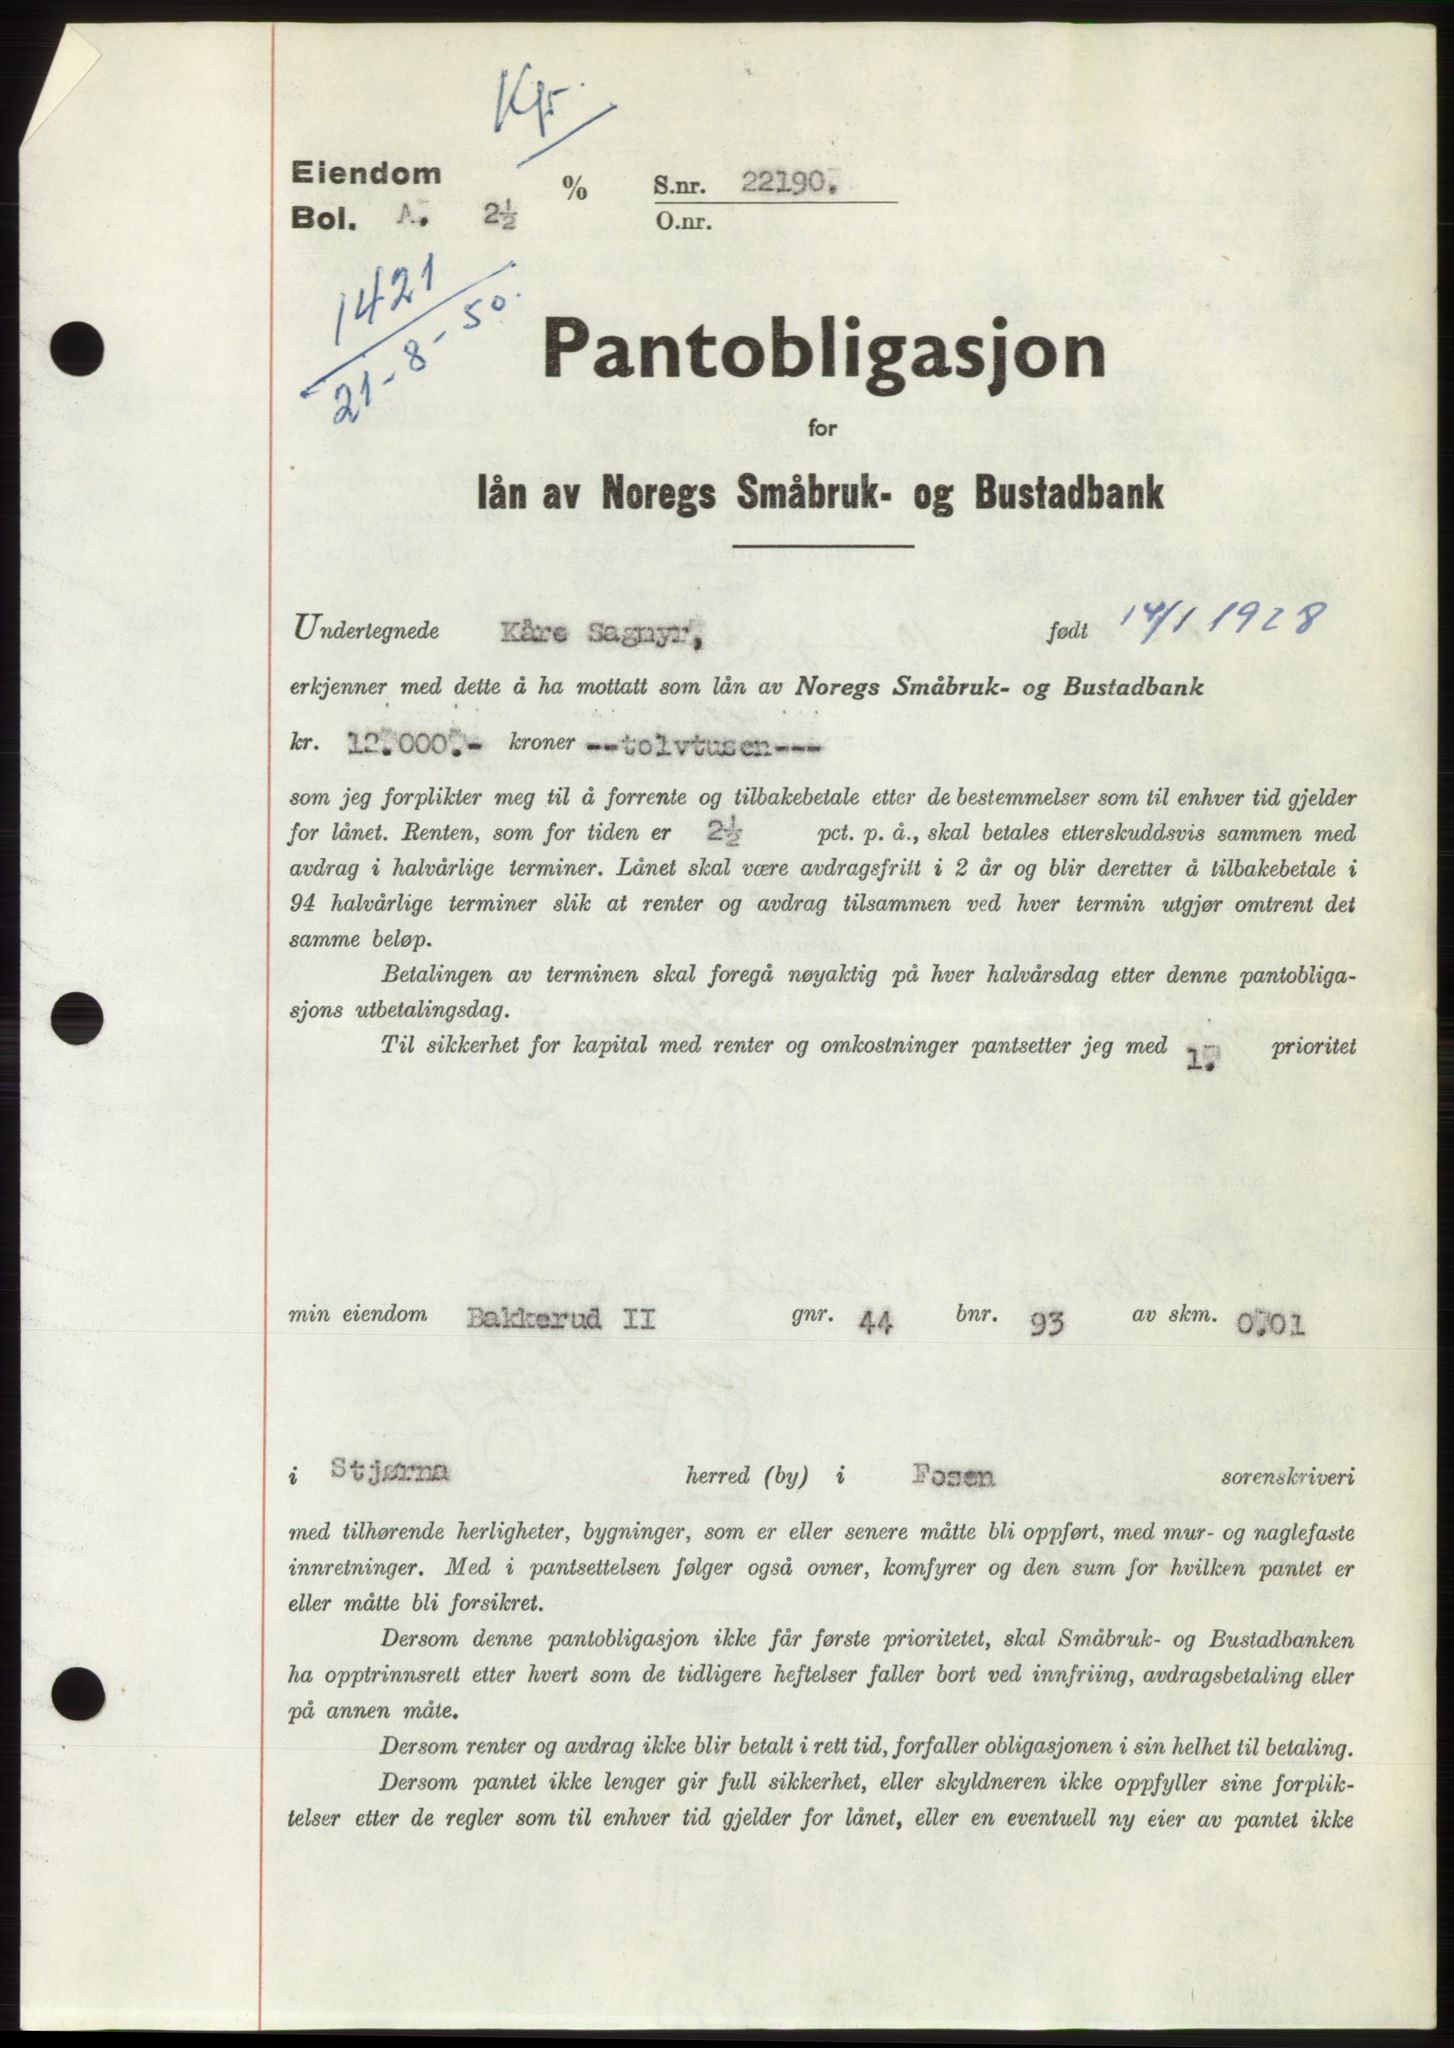 Kfr.
Eiendom
Bol. A. 2½ % S.nr. 22190.
O.nr.
1421
21-8-50.
Pantobligasjon
for
lån av Noregs Småbruk- og Bustadbank
Undertegnede Kåre Sagmyr, født 14/1 1928
erkjenner med dette å ha mottatt som lån av Noregs Småbruk- og Bustadbank
kr. 12.000.- kroner --tolvtusen---
som jeg forplikter meg til å forrente og tilbakebetale etter de bestemmelser som til enhver tid gjelder
for lånet. Renten, som for tiden er 2½ pct. p. å., skal betales etterskuddsvis sammen med
avdrag i halvårlige terminer. Lånet skal være avdragsfritt i 2 år og blir deretter å tilbakebetale i
94 halvårlige terminer slik at renter og avdrag tilsammen ved hver termin utgjør omtrent det
samme beløp.
Betalingen av terminen skal foregå nøyaktig på hver halvårsdag etter denne pantobliga-
sjons utbetalingsdag.
Til sikkerhet for kapital med renter og omkostninger pantsetter jeg med 1. prioritet
min eiendom Bakkerud II gnr. 44 bnr. 93 av skm. 0.01
i Stjørna herred (by) i Fosen sorenskriveri
med tilhørende herligheter, bygninger, som er eller senere måtte bli oppført, med mur- og naglefaste
innretninger. Med i pantsettelsen følger også ovner, komfyrer og den sum for hvilken pantet er
eller måtte bli forsikret.
Dersom denne pantobligasjon ikke får første prioritetet, skal Småbruk- og Bustadbanken
ha opptrinnsrett etter hvert som de tidligere heftelser faller bort ved innfriing, avdragsbetaling eller
på annen måte.
Dersom renter og avdrag ikke blir betalt i rett tid, forfaller obligasjonen i sin helhet til betaling.
Dersom pantet ikke lenger gir full sikkerhet, eller skyldneren ikke oppfyller sine forplik-
telser etter de regler som til enhver tid gjelder for lånet, eller en eventuell ny eier av pantet ikke